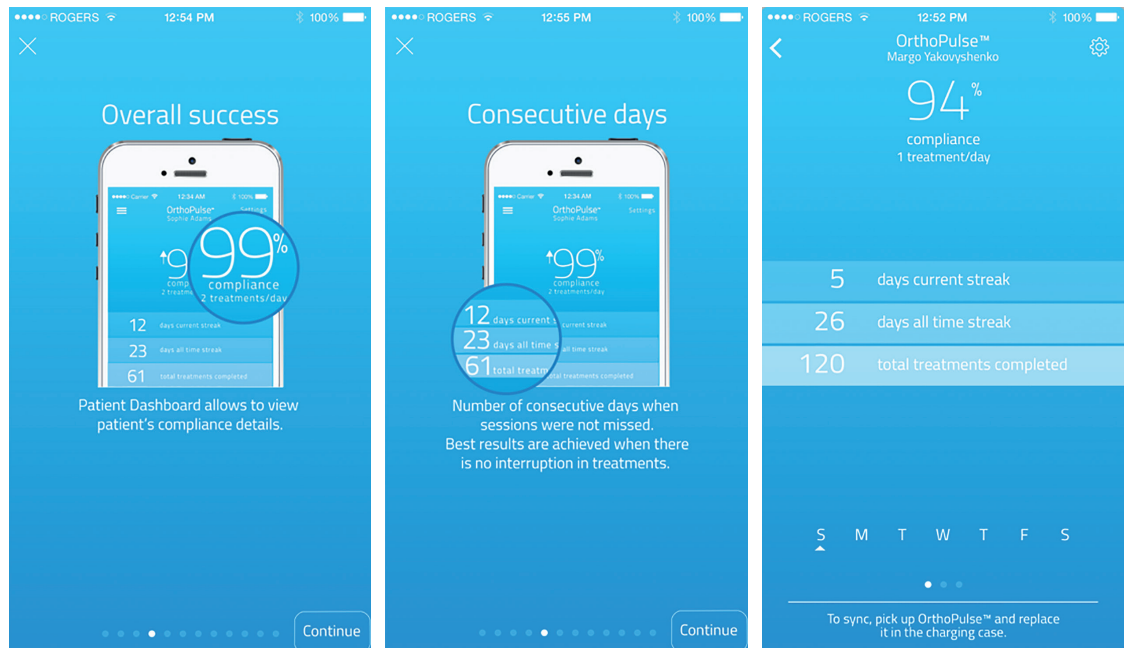 ROGERS 12:54 PM 100%
Overall success
Carrier 12:34 AM 100%
OrthoPulse™ Settings
Sophie Adams
99%
compliance
2 treatments/day
12 days current streak
23 days all time streak
61 total treatments completed
Patient Dashboard allows to view
patient's compliance details.
Continue
ROGERS 12:55 PM 100%
Consecutive days
Carrier 12:34 AM 100%
OrthoPulse™ Settings
Sophie Adams
99%
compliance
2 treatments/day
12 days current streak
23 days all time streak
61 total treatments completed
Number of consecutive days when
sessions were not missed.
Best results are achieved when there
is no interruption in treatments.
Continue
ROGERS 12:52 PM 100%
OrthoPulse™
Margo Yakovyshenko
94%
compliance
1 treatment/day
5 days current streak
26 days all time streak
120 total treatments completed
S M T W T F S
To sync, pick up OrthoPulse™ and replace
it in the charging case.